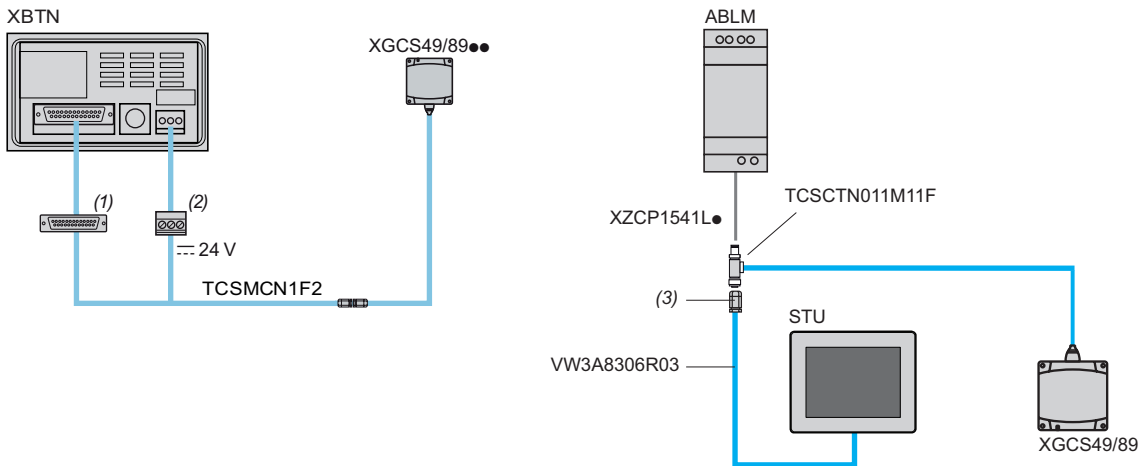 XBTN
XGCS49/89●●
(1)
(2)
⎓ 24 V
TCSMCN1F2
ABLM
TCSCTN011M11F
XZCP1541L●
(3)
STU
VW3A8306R03
XGCS49/89